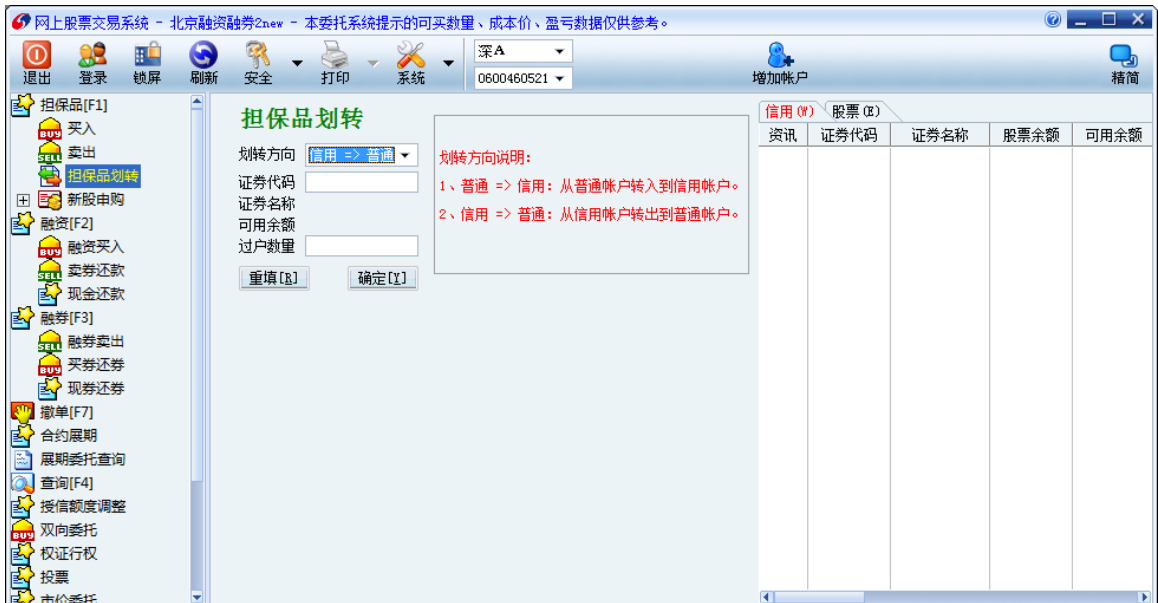 网上股票交易系统 - 北京融资融券2new - 本委托系统提示的可买数量、成本价、盈亏数据仅供参考。
退出 登录 锁屏 刷新 安全 打印 系统 深A 增加帐户 精简
0600460521
担保品[F1]
买入
卖出
担保品划转
新股申购
融资[F2]
融资买入
卖券还款
现金还款
融券[F3]
融券卖出
买券还券
现券还券
撤单[F7]
合约展期
展期委托查询
查询[F4]
授信额度调整
双向委托
权证行权
投票
市价委托
担保品划转
划转方向 信用 => 普通
证券代码
证券名称
可用余额
过户数量
重填[R] 确定[Y]
划转方向说明：
1、普通 => 信用：从普通帐户转入到信用帐户。
2、信用 => 普通：从信用帐户转出到普通帐户。
信用(W) 股票(E)
资讯 证券代码 证券名称 股票余额 可用余额